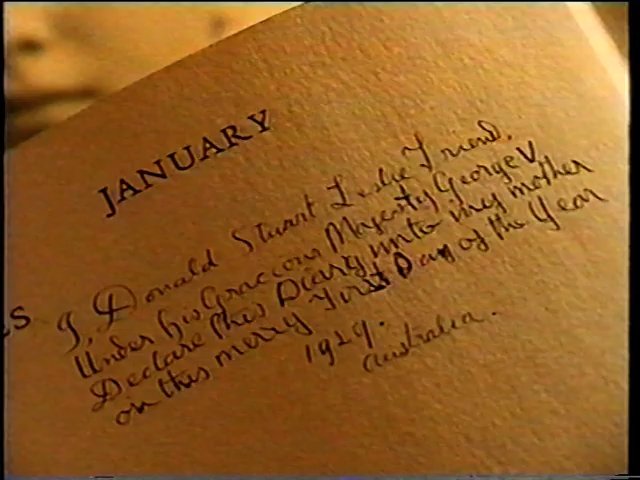 JANUARY
I, Donald Stuart Leslie Friend,
Under his Gracious Majesty George V
Declare this Diary unto my mother
on this merry First Day of the Year
1929.
Australia.
ES